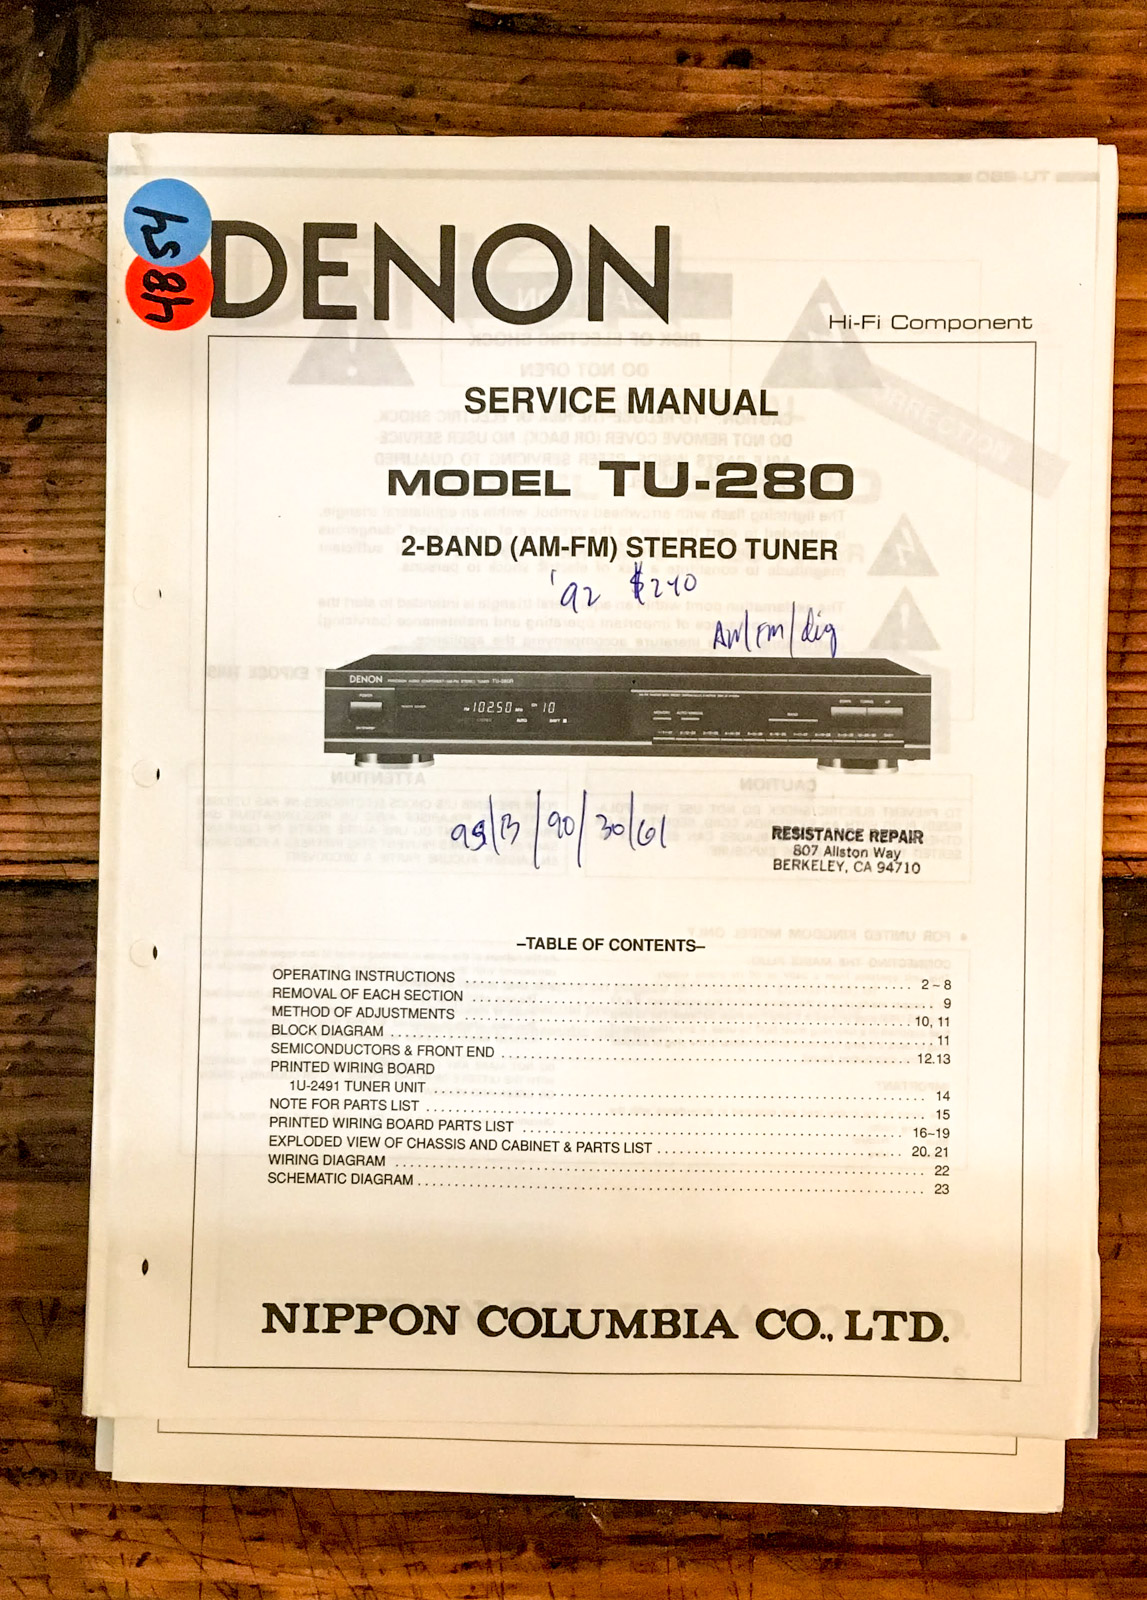 DENON
Hi-Fi Component
SERVICE MANUAL
MODEL TU-280
2-BAND (AM-FM) STEREO TUNER
'92 $240
AM/FM/dig
DENON
10250
10
98/13/90/30/61
RESISTANCE REPAIR
807 Allston Way
BERKELEY, CA 94710
–TABLE OF CONTENTS–
OPERATING INSTRUCTIONS 2~8
REMOVAL OF EACH SECTION 9
METHOD OF ADJUSTMENTS 10, 11
BLOCK DIAGRAM 11
SEMICONDUCTORS & FRONT END 12.13
PRINTED WIRING BOARD
1U-2491 TUNER UNIT 14
NOTE FOR PARTS LIST 15
PRINTED WIRING BOARD PARTS LIST 16~19
EXPLODED VIEW OF CHASSIS AND CABINET & PARTS LIST 20. 21
WIRING DIAGRAM 22
SCHEMATIC DIAGRAM 23
NIPPON COLUMBIA CO., LTD.